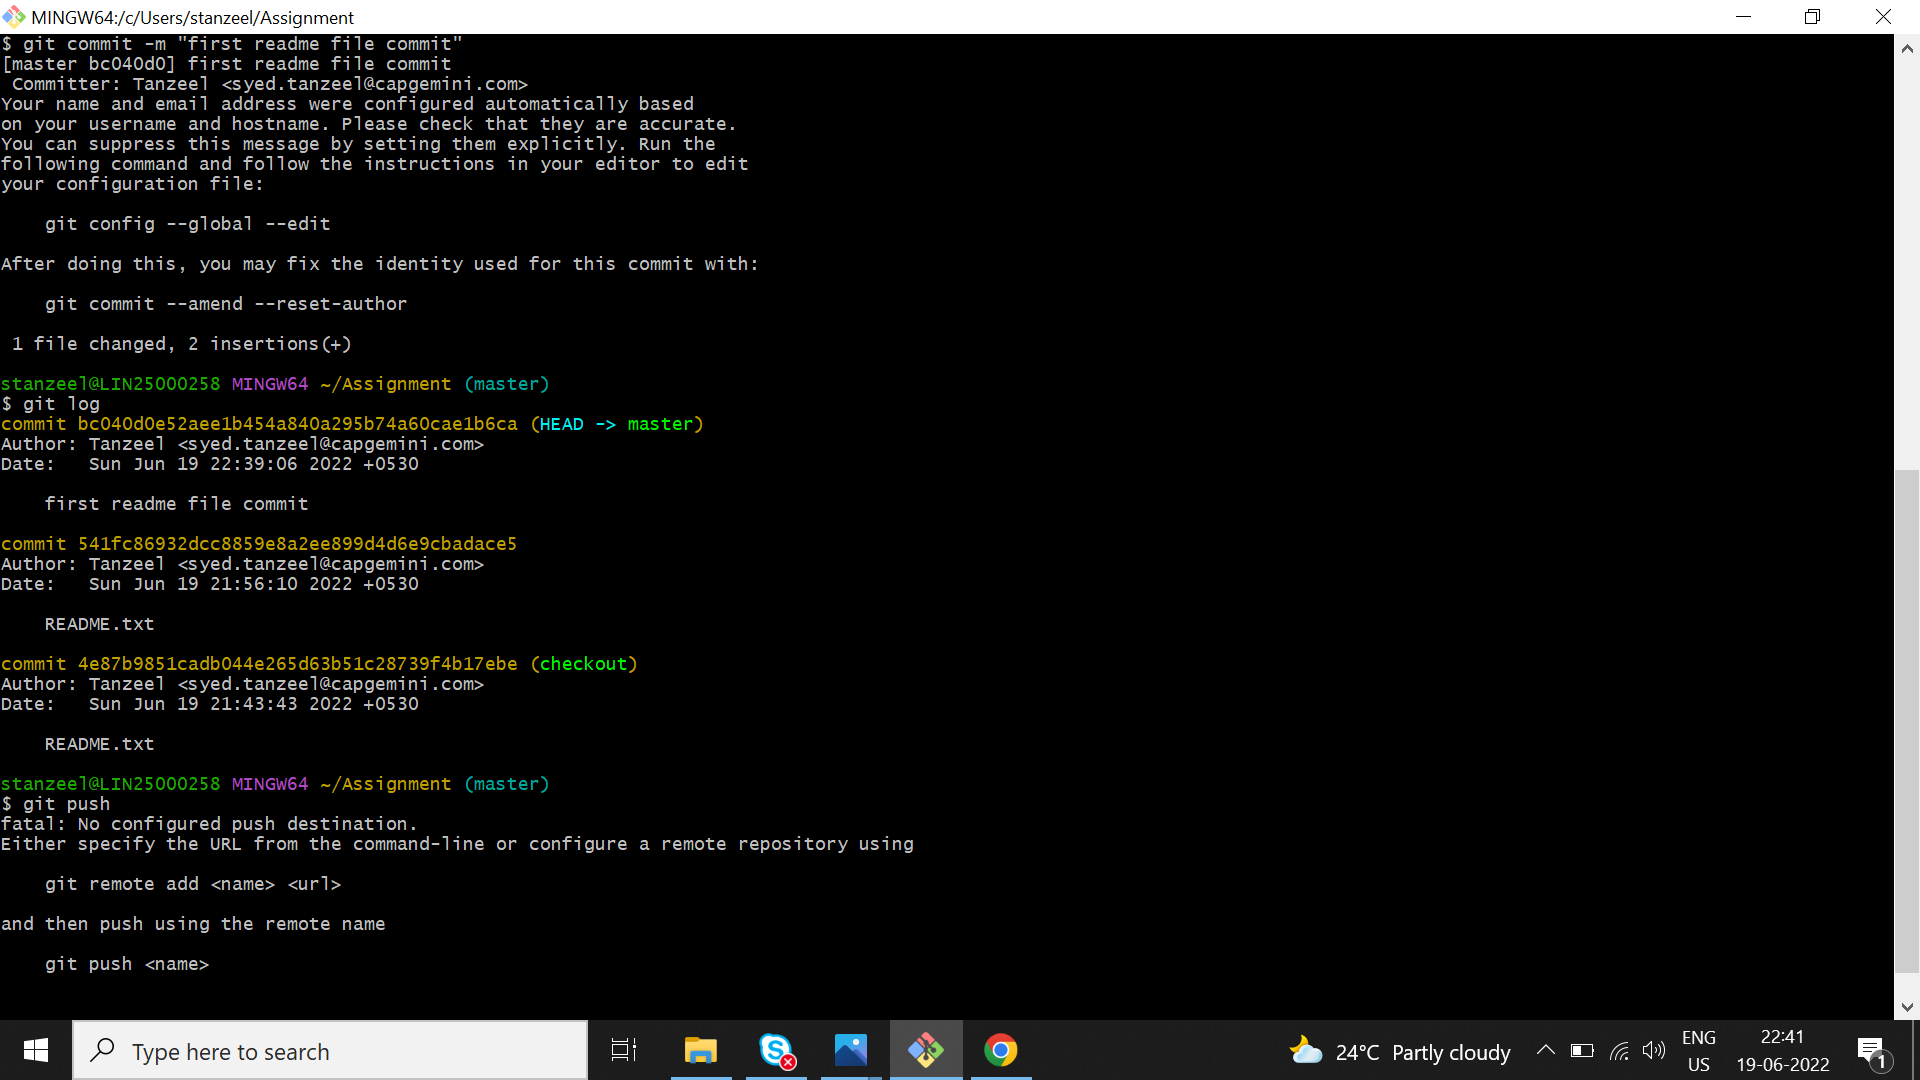 MINGW64:/c/Users/stanzeel/Assignment
$ git commit -m "first readme file commit"
[master bc040d0] first readme file commit
 Committer: Tanzeel <syed.tanzeel@capgemini.com>
Your name and email address were configured automatically based
on your username and hostname. Please check that they are accurate.
You can suppress this message by setting them explicitly. Run the
following command and follow the instructions in your editor to edit
your configuration file:
    git config --global --edit
After doing this, you may fix the identity used for this commit with:
    git commit --amend --reset-author
 1 file changed, 2 insertions(+)
stanzeel@LIN25000258 MINGW64 ~/Assignment (master)
$ git log
commit bc040d0e52aee1b454a840a295b74a60cae1b6ca (HEAD -> master)
Author: Tanzeel <syed.tanzeel@capgemini.com>
Date:   Sun Jun 19 22:39:06 2022 +0530
    first readme file commit
commit 541fc86932dcc8859e8a2ee899d4d6e9cbadace5
Author: Tanzeel <syed.tanzeel@capgemini.com>
Date:   Sun Jun 19 21:56:10 2022 +0530
    README.txt
commit 4e87b9851cadb044e265d63b51c28739f4b17ebe (checkout)
Author: Tanzeel <syed.tanzeel@capgemini.com>
Date:   Sun Jun 19 21:43:43 2022 +0530
    README.txt
stanzeel@LIN25000258 MINGW64 ~/Assignment (master)
$ git push
fatal: No configured push destination.
Either specify the URL from the command-line or configure a remote repository using
    git remote add <name> <url>
and then push using the remote name
    git push <name>
Type here to search
24°C Partly cloudy
ENG
US
22:41
19-06-2022
1